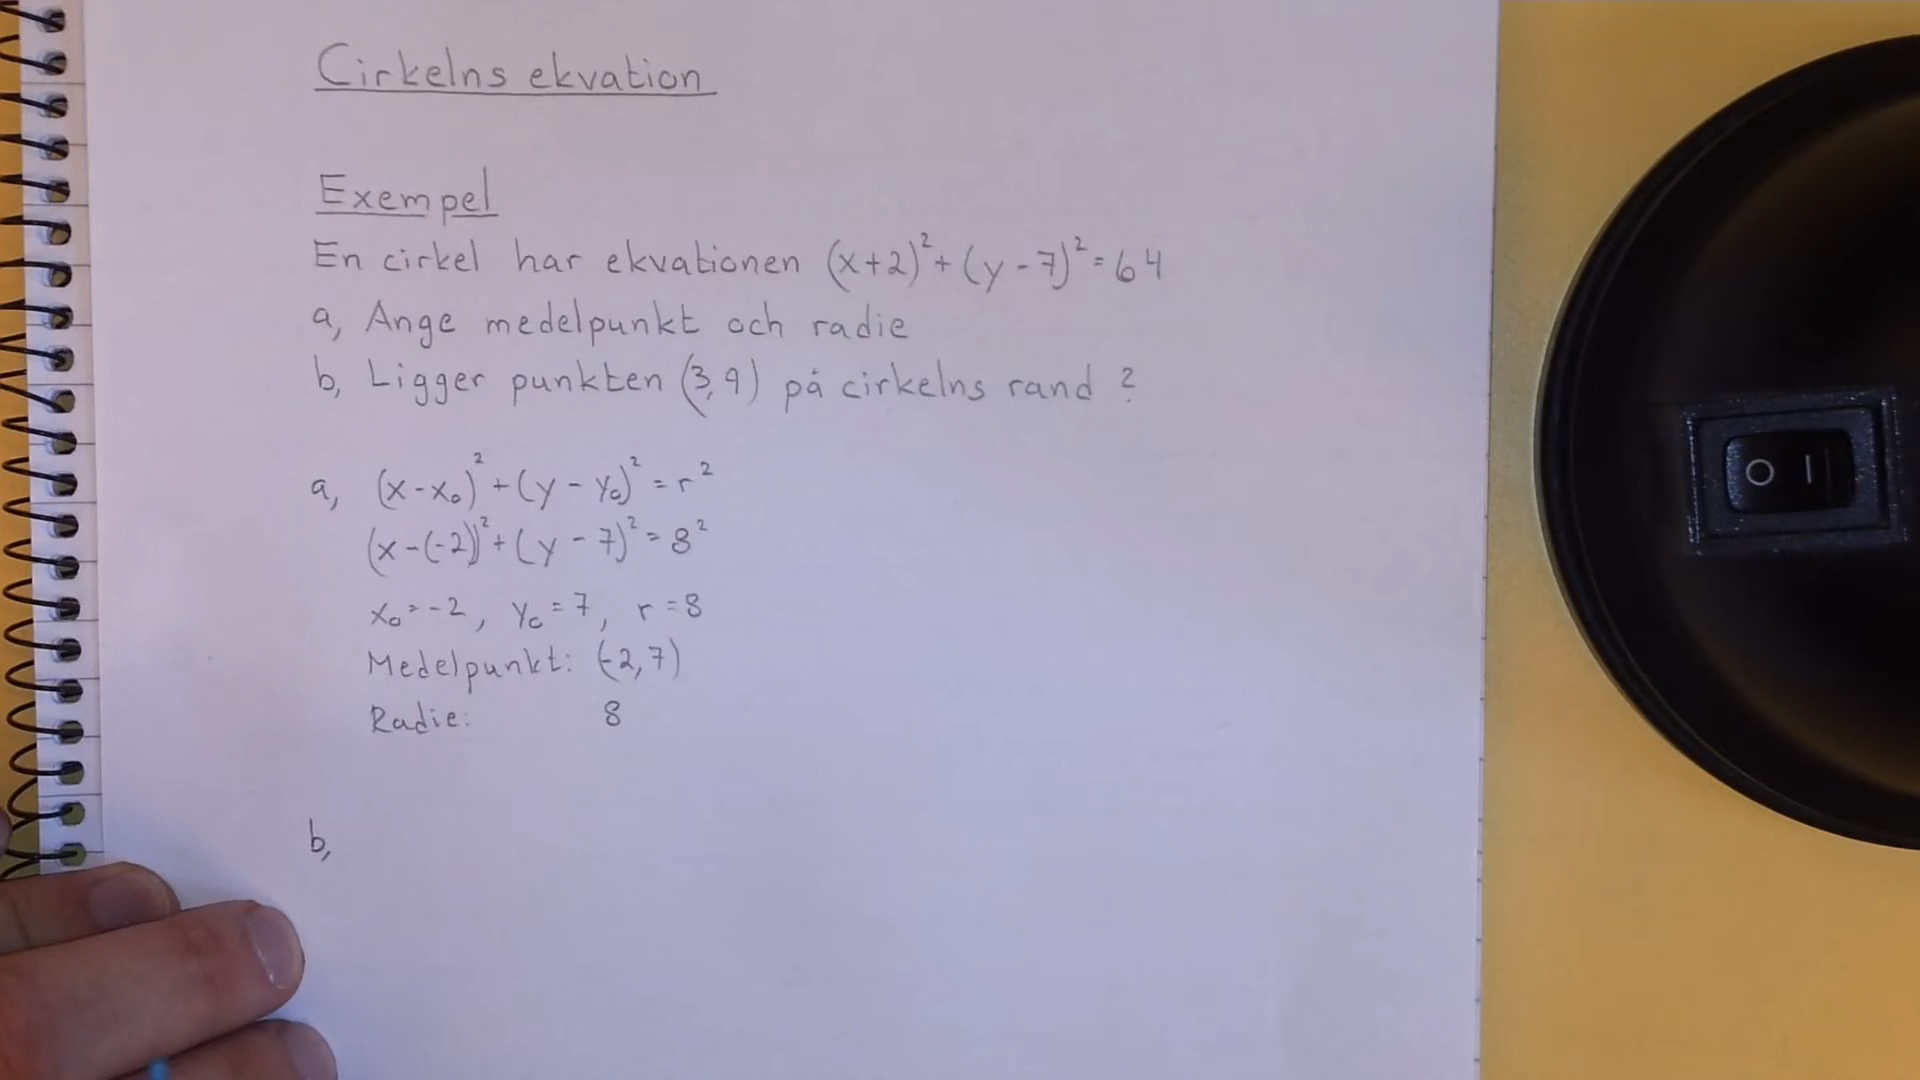 Cirkelns ekvation
Exempel
En cirkel har ekvationen (x+2)²+(y-7)²=64
a, Ange medelpunkt och radie
b, Ligger punkten (3,9) på cirkelns rand ?
a, (x-x₀)²+(y-y₀)²=r²
(x-(-2))²+(y-7)²=8²
x₀=-2, y₀=7, r=8
Medelpunkt: (-2,7)
Radie: 8
b,